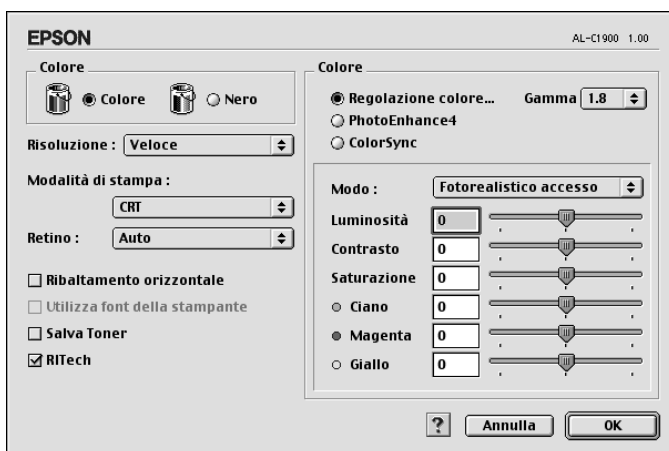 EPSON
AL-C1900 1.00
Colore
Colore
Nero
Risoluzione :
Veloce
Modalità di stampa :
CRT
Retino :
Auto
Ribaltamento orizzontale
Utilizza font della stampante
Salva Toner
RITech
Colore
Regolazione colore...
Gamma
1.8
PhotoEnhance4
ColorSync
Modo :
Fotorealistico accesso
Luminosità
0
Contrasto
0
Saturazione
0
Ciano
0
Magenta
0
Giallo
0
?
Annulla
OK